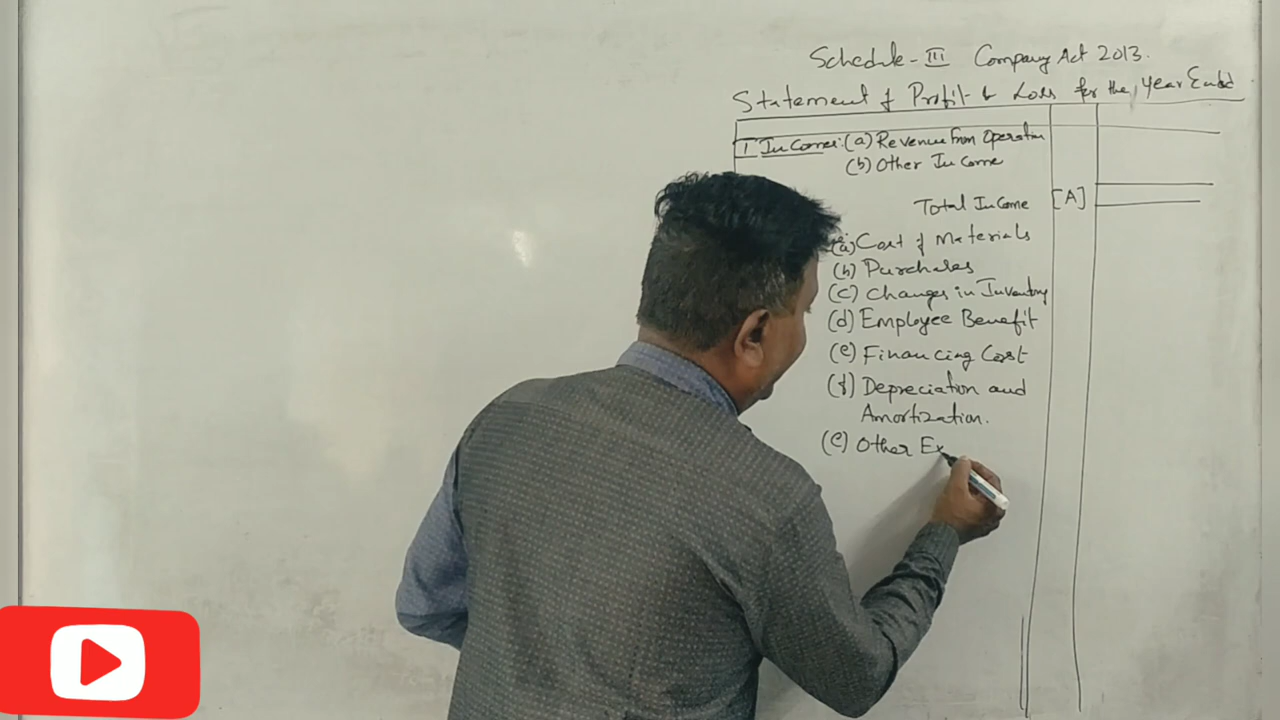 Schedule-III Company Act 2013.
Statement of Profit & Loss for the Year Ended
I Incomes: (a) Revenue From Operation
(b) Other Income
Total Income [A]
(a) Cost of Materials
(b) Purchases
(c) Changes in Inventory
(d) Employee Benefit
(e) Financing Cost
(f) Depreciation and
Amortization.
(e) Other Ex